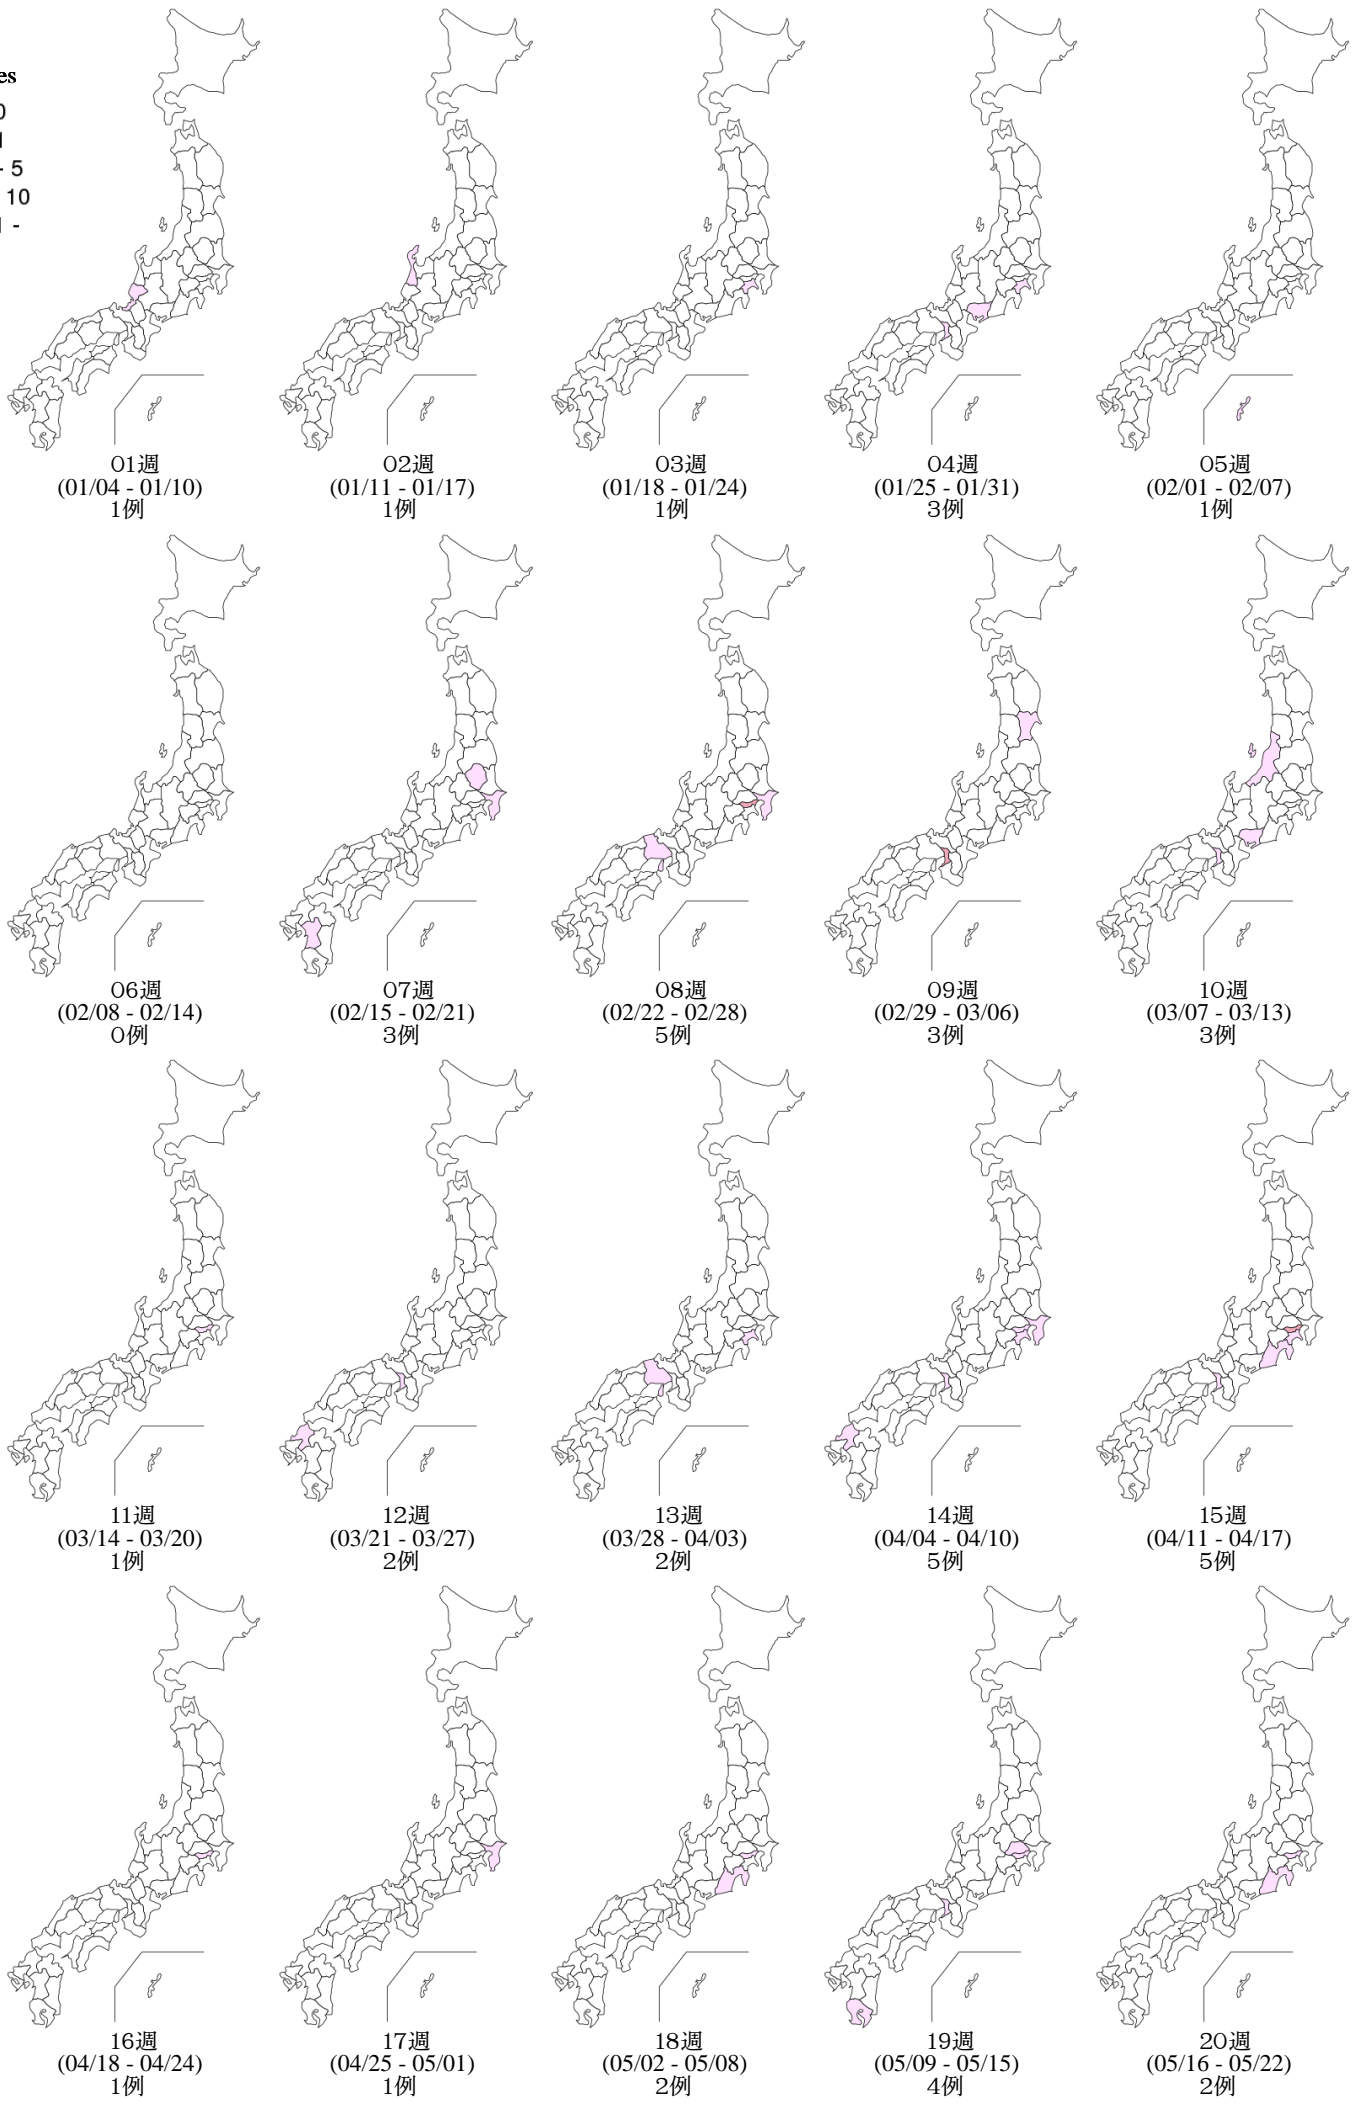 es
0
1
- 5
10
1 -
01週
(01/04 - 01/10)
1例
02週
(01/11 - 01/17)
1例
03週
(01/18 - 01/24)
1例
04週
(01/25 - 01/31)
3例
05週
(02/01 - 02/07)
1例
06週
(02/08 - 02/14)
0例
07週
(02/15 - 02/21)
3例
08週
(02/22 - 02/28)
5例
09週
(02/29 - 03/06)
3例
10週
(03/07 - 03/13)
3例
11週
(03/14 - 03/20)
1例
12週
(03/21 - 03/27)
2例
13週
(03/28 - 04/03)
2例
14週
(04/04 - 04/10)
5例
15週
(04/11 - 04/17)
5例
16週
(04/18 - 04/24)
1例
17週
(04/25 - 05/01)
1例
18週
(05/02 - 05/08)
2例
19週
(05/09 - 05/15)
4例
20週
(05/16 - 05/22)
2例